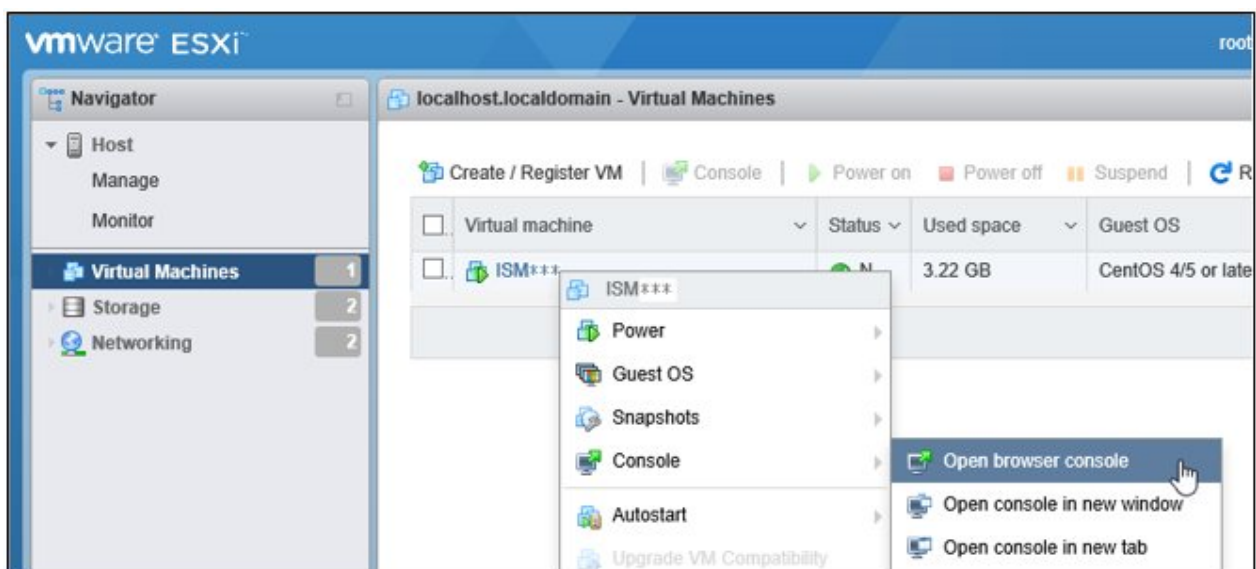 vmware ESXi™
root
Navigator
localhost.localdomain - Virtual Machines
Host
Manage
Monitor
Create / Register VM | Console | Power on Power off Suspend | R
Virtual machine Status Used space Guest OS
Virtual Machines 1
ISM*** N 3.22 GB CentOS 4/5 or late
Storage 2
Networking 2
ISM***
Power
Guest OS
Snapshots
Console
Open browser console
Open console in new window
Open console in new tab
Autostart
Upgrade VM Compatibility